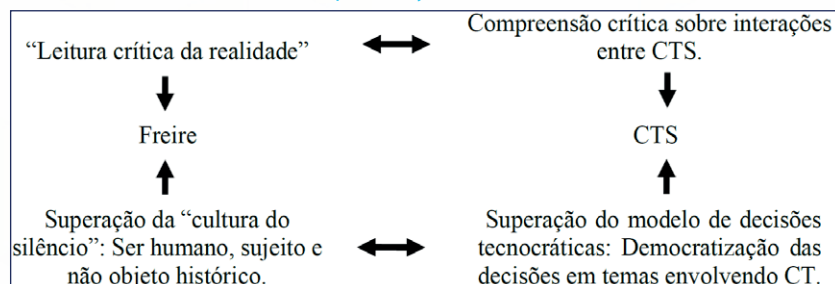 “Leitura crítica da realidade”
Compreensão crítica sobre interações
entre CTS.
Freire
CTS
Superação da “cultura do
silêncio”: Ser humano, sujeito e
não objeto histórico.
Superação do modelo de decisões
tecnocráticas: Democratização das
decisões em temas envolvendo CT.